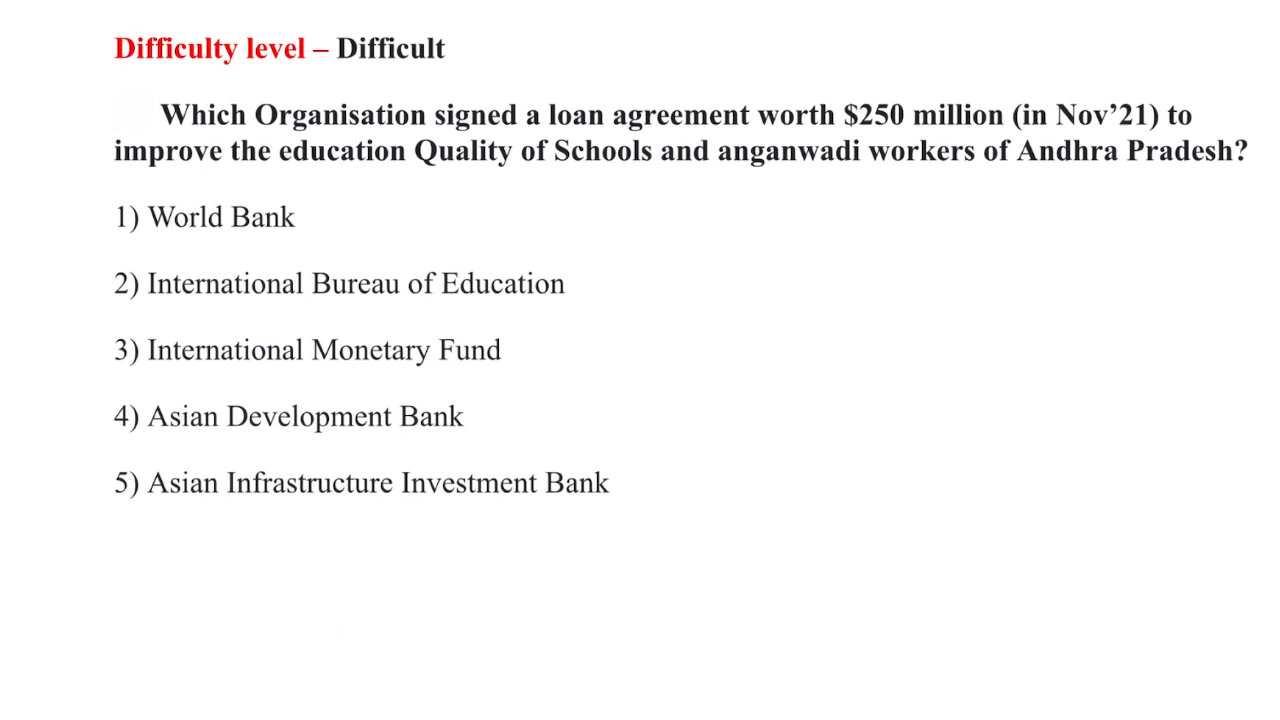 Difficulty level – Difficult
Which Organisation signed a loan agreement worth $250 million (in Nov’21) to
improve the education Quality of Schools and anganwadi workers of Andhra Pradesh?
1) World Bank
2) International Bureau of Education
3) International Monetary Fund
4) Asian Development Bank
5) Asian Infrastructure Investment Bank